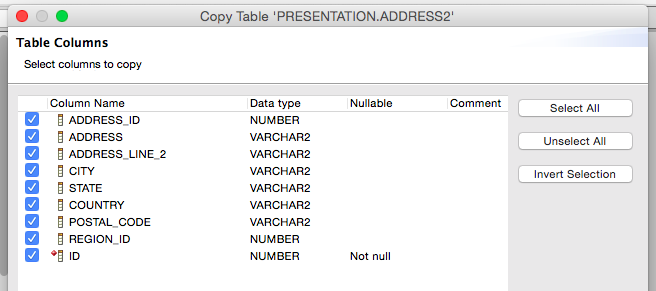 Copy Table 'PRESENTATION.ADDRESS2'
Table Columns
Select columns to copy
Column Name Data type Nullable Comment
ADDRESS_ID NUMBER
ADDRESS VARCHAR2
ADDRESS_LINE_2 VARCHAR2
CITY VARCHAR2
STATE VARCHAR2
COUNTRY VARCHAR2
POSTAL_CODE VARCHAR2
REGION_ID NUMBER
ID NUMBER Not null
Select All
Unselect All
Invert Selection